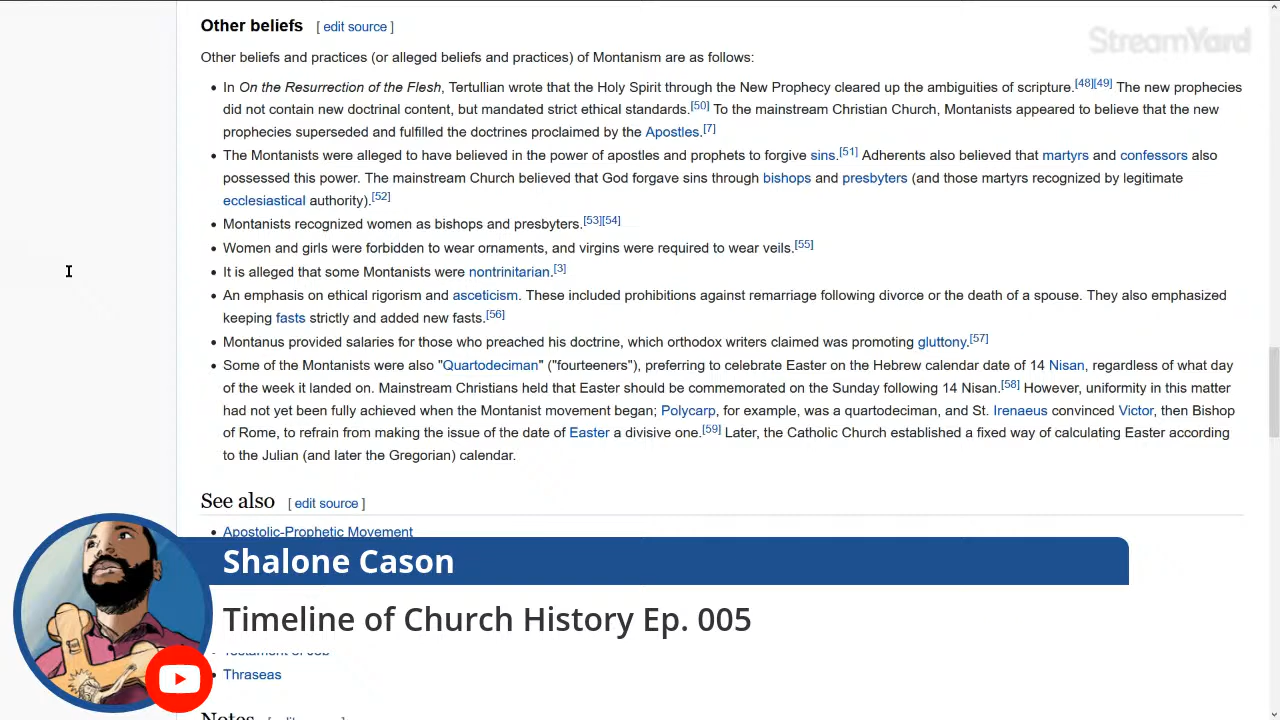 StreamYard
Other beliefs [ edit source ]
Other beliefs and practices (or alleged beliefs and practices) of Montanism are as follows:
• In On the Resurrection of the Flesh, Tertullian wrote that the Holy Spirit through the New Prophecy cleared up the ambiguities of scripture.[48][49] The new prophecies
did not contain new doctrinal content, but mandated strict ethical standards.[50] To the mainstream Christian Church, Montanists appeared to believe that the new
prophecies superseded and fulfilled the doctrines proclaimed by the Apostles.[7]
• The Montanists were alleged to have believed in the power of apostles and prophets to forgive sins.[51] Adherents also believed that martyrs and confessors also
possessed this power. The mainstream Church believed that God forgave sins through bishops and presbyters (and those martyrs recognized by legitimate
ecclesiastical authority).[52]
• Montanists recognized women as bishops and presbyters.[53][54]
• Women and girls were forbidden to wear ornaments, and virgins were required to wear veils.[55]
• It is alleged that some Montanists were nontrinitarian.[3]
• An emphasis on ethical rigorism and asceticism. These included prohibitions against remarriage following divorce or the death of a spouse. They also emphasized
keeping fasts strictly and added new fasts.[56]
• Montanus provided salaries for those who preached his doctrine, which orthodox writers claimed was promoting gluttony.[57]
• Some of the Montanists were also "Quartodeciman" ("fourteeners"), preferring to celebrate Easter on the Hebrew calendar date of 14 Nisan, regardless of what day
of the week it landed on. Mainstream Christians held that Easter should be commemorated on the Sunday following 14 Nisan.[58] However, uniformity in this matter
had not yet been fully achieved when the Montanist movement began; Polycarp, for example, was a quartodeciman, and St. Irenaeus convinced Victor, then Bishop
of Rome, to refrain from making the issue of the date of Easter a divisive one.[59] Later, the Catholic Church established a fixed way of calculating Easter according
to the Julian (and later the Gregorian) calendar.
See also [ edit source ]
• Apostolic-Prophetic Movement
Shalone Cason
Timeline of Church History Ep. 005
Testament of Job
• Thraseas
Notes [ edit source ]